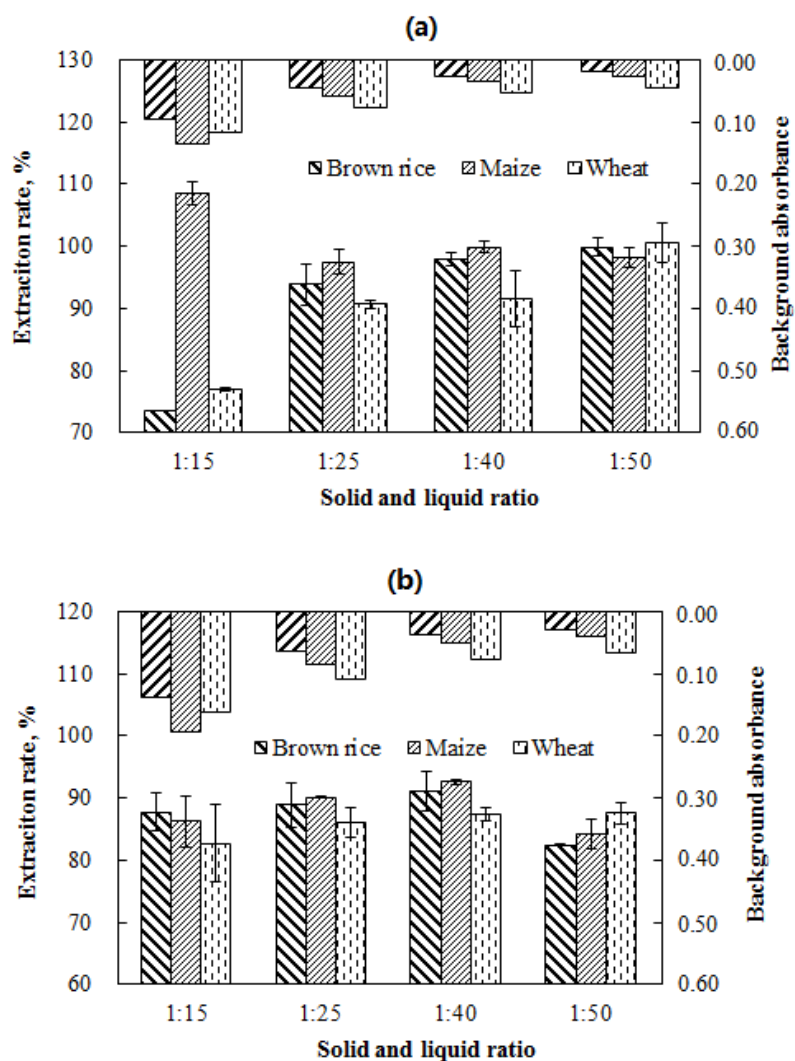 (a)
130
120
110
100
90
80
70
Extraciton rate, %
0.00
0.10
0.20
0.30
0.40
0.50
0.60
Background absorbance
Brown rice Maize Wheat
1:15 1:25 1:40 1:50
Solid and liquid ratio
(b)
120
110
100
90
80
70
60
Extraciton rate, %
0.00
0.10
0.20
0.30
0.40
0.50
0.60
Background absorbance
Brown rice Maize Wheat
1:15 1:25 1:40 1:50
Solid and liquid ratio